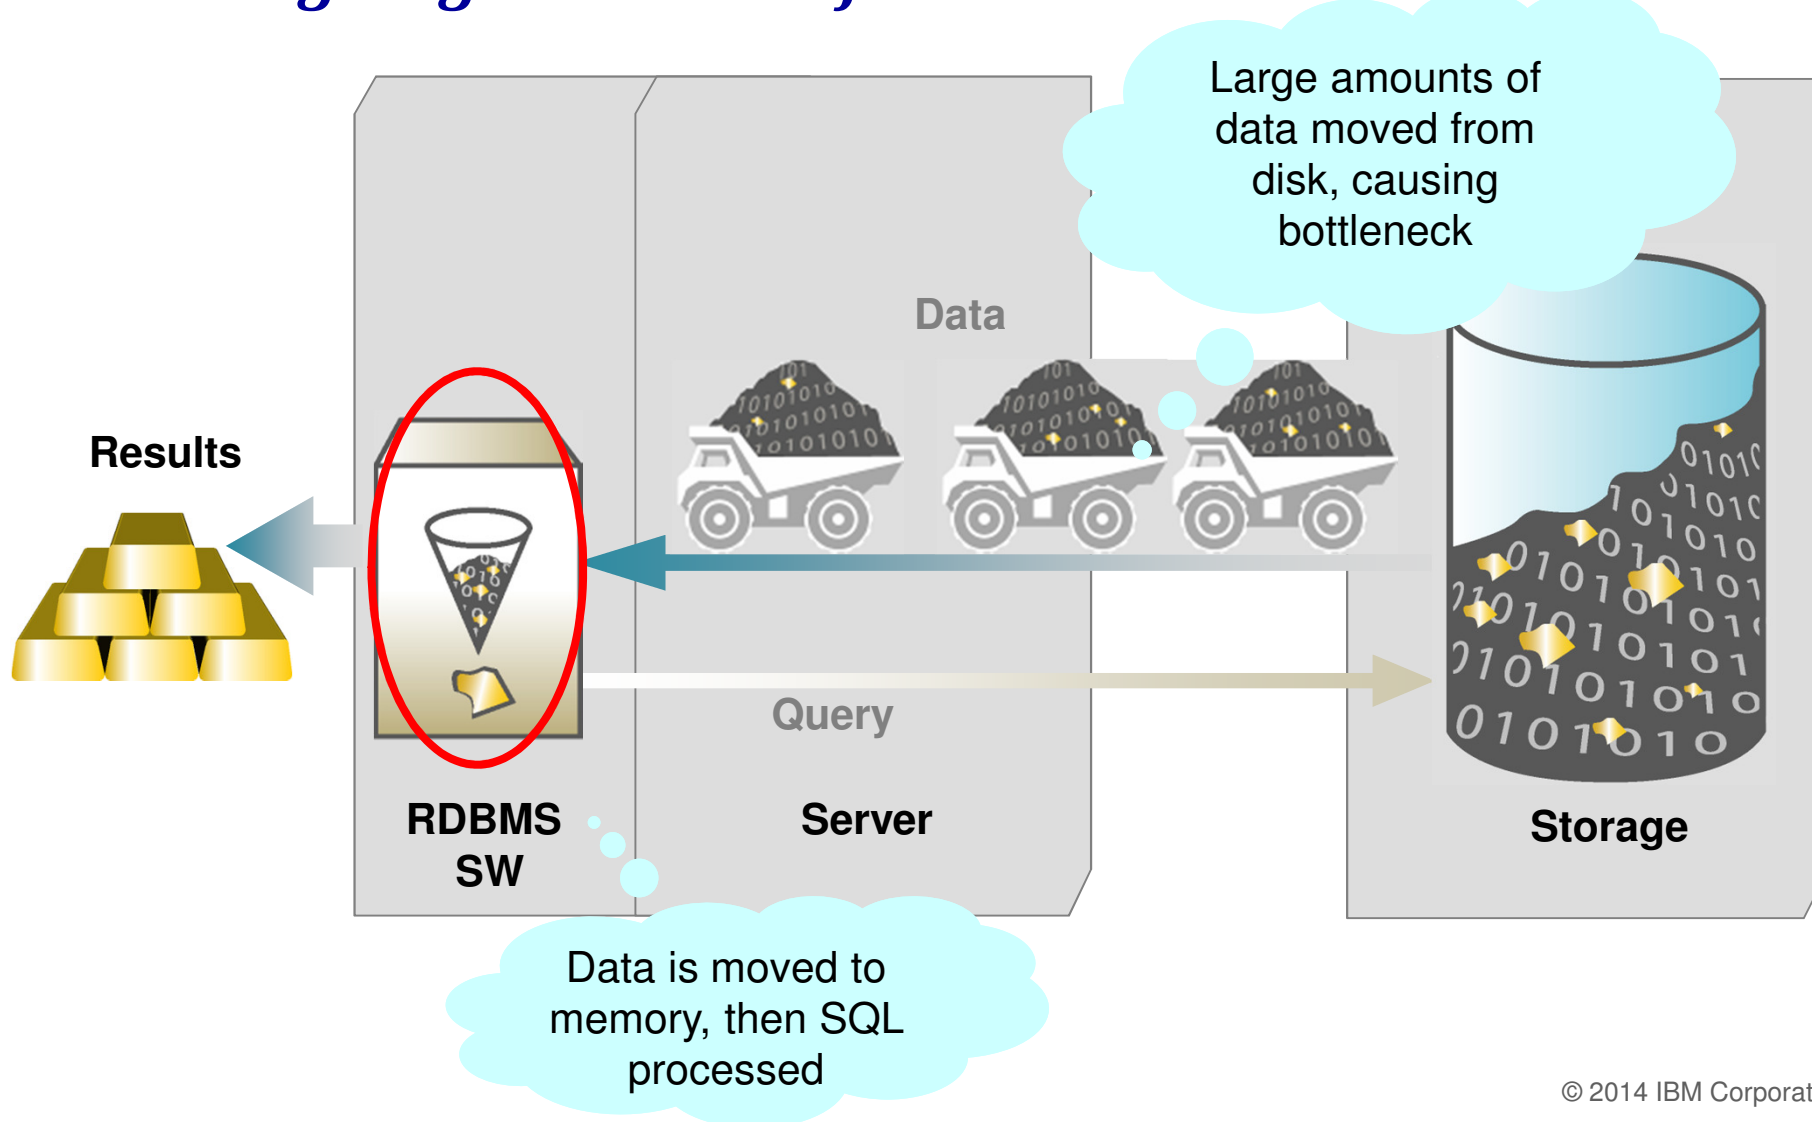 Large amounts of
data moved from
disk, causing
bottleneck
Data
Results
Query
RDBMS
SW
Server
Storage
Data is moved to
memory, then SQL
processed
© 2014 IBM Corporat